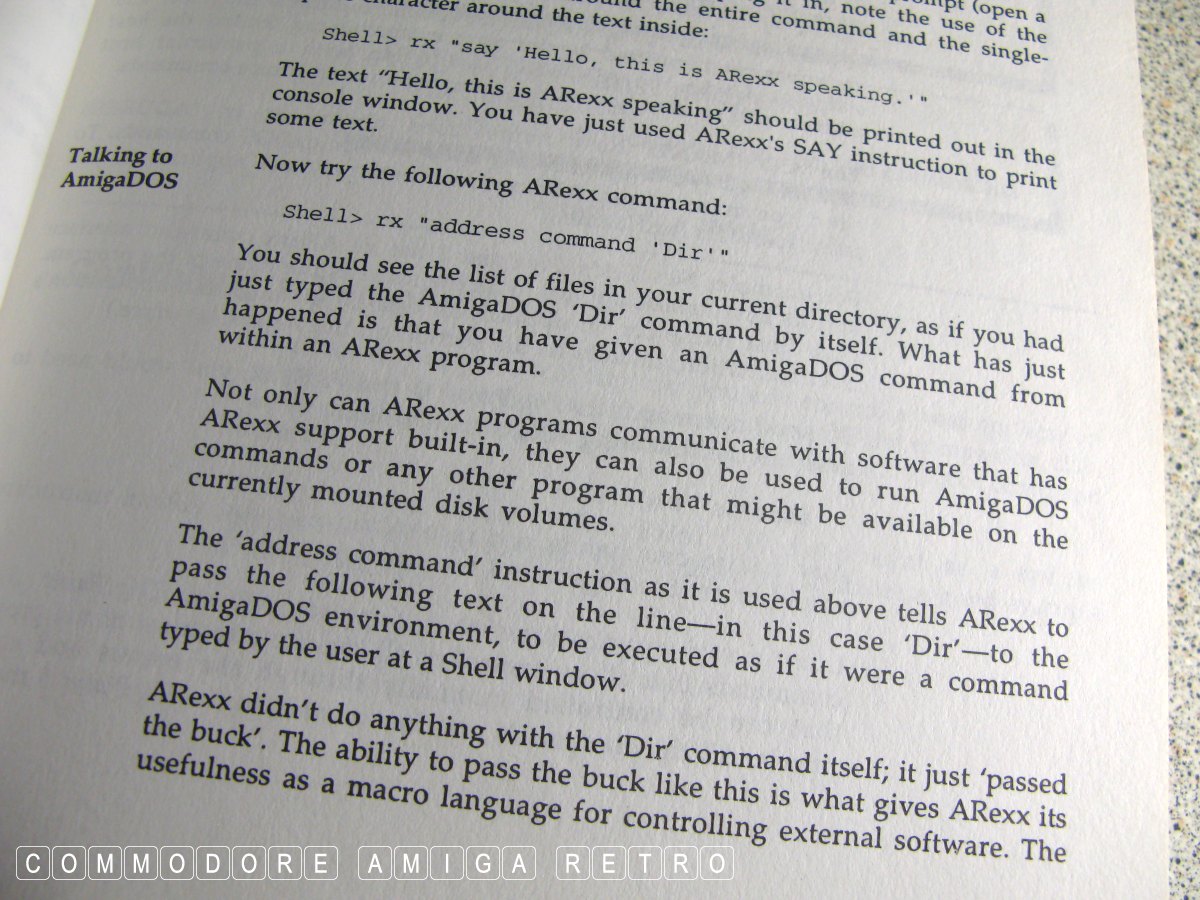 prompt (open a
it in, note the use of the
around the entire command and the single-
character around the text inside:
Shell> rx "say 'Hello, this is ARexx speaking.'"
The text “Hello, this is ARexx speaking” should be printed out in the
console window. You have just used ARexx's SAY instruction to print
some text.
Talking to
AmigaDOS
Now try the following ARexx command:
Shell> rx "address command 'Dir'"
You should see the list of files in your current directory, as if you had
just typed the AmigaDOS ‘Dir’ command by itself. What has just
happened is that you have given an AmigaDOS command from
within an ARexx program.
Not only can ARexx programs communicate with software that has
ARexx support built-in, they can also be used to run AmigaDOS
commands or any other program that might be available on the
currently mounted disk volumes.
The ‘address command’ instruction as it is used above tells ARexx to
pass the following text on the line—in this case ‘Dir’—to the
AmigaDOS environment, to be executed as if it were a command
typed by the user at a Shell window.
ARexx didn’t do anything with the ‘Dir’ command itself; it just ‘passed
the buck’. The ability to pass the buck like this is what gives ARexx its
usefulness as a macro language for controlling external software. The
COMMODORE AMIGA RETRO